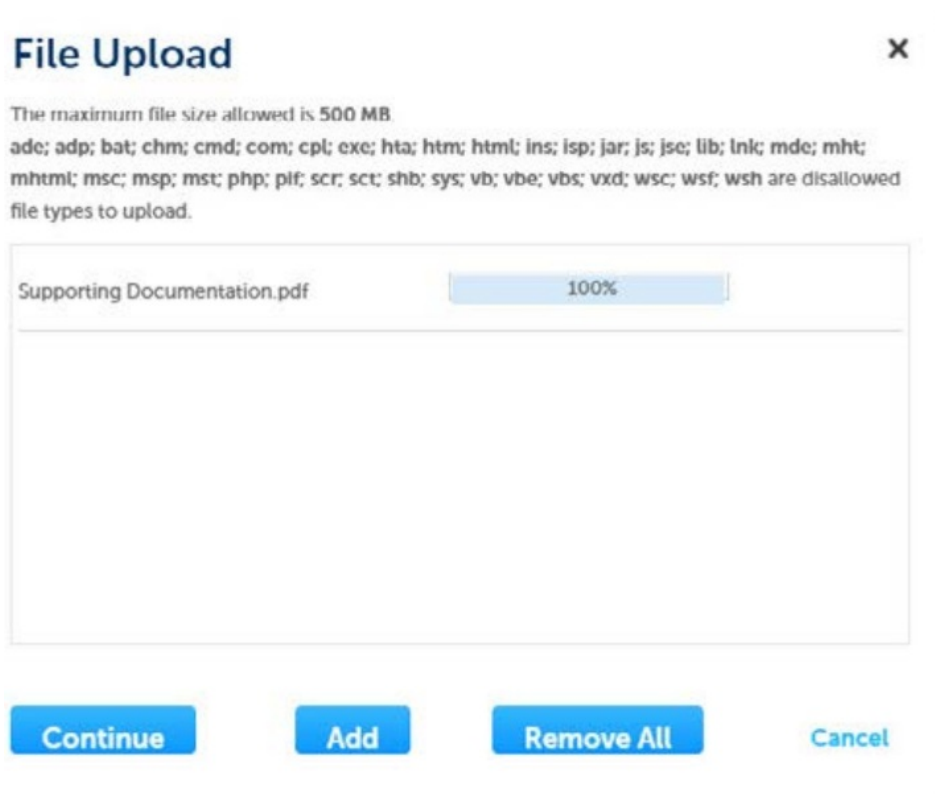 File Upload
X
The maximum file size allowed is 500 MB
ade; adp; bat; chm; cmd; com; cpl; exe; hta; htm; html; ins; isp; jar; js; jse; lib; lnk; mde; mht;
mhtml; msc; msp; mst; php; pif; scr; sct; shb; sys; vb; vbe; vbs; vxd; wsc; wsf; wsh are disallowed
file types to upload.
Supporting Documentation.pdf 100%
Continue Add Remove All Cancel